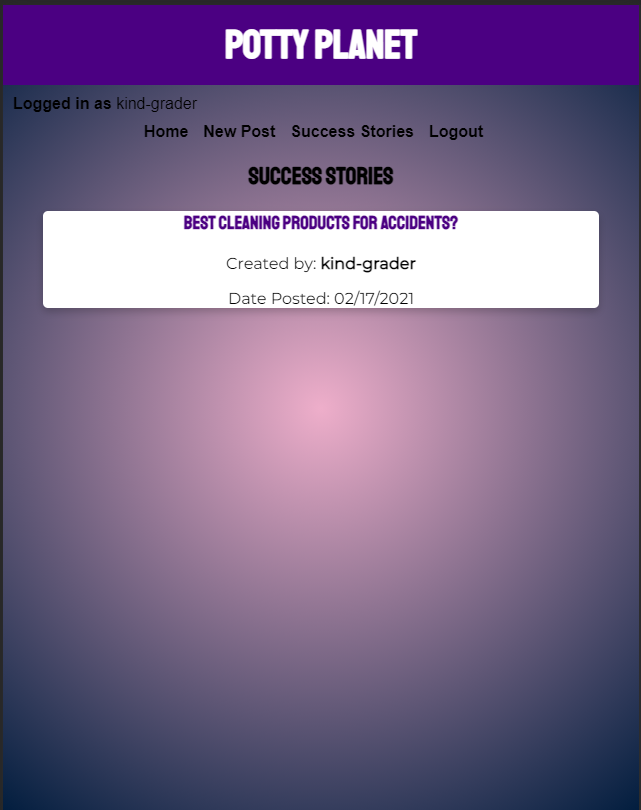 POTTY PLANET
Logged in as kind-grader
Home New Post Success Stories Logout
SUCCESS STORIES
BEST CLEANING PRODUCTS FOR ACCIDENTS?
Created by: kind-grader
Date Posted: 02/17/2021